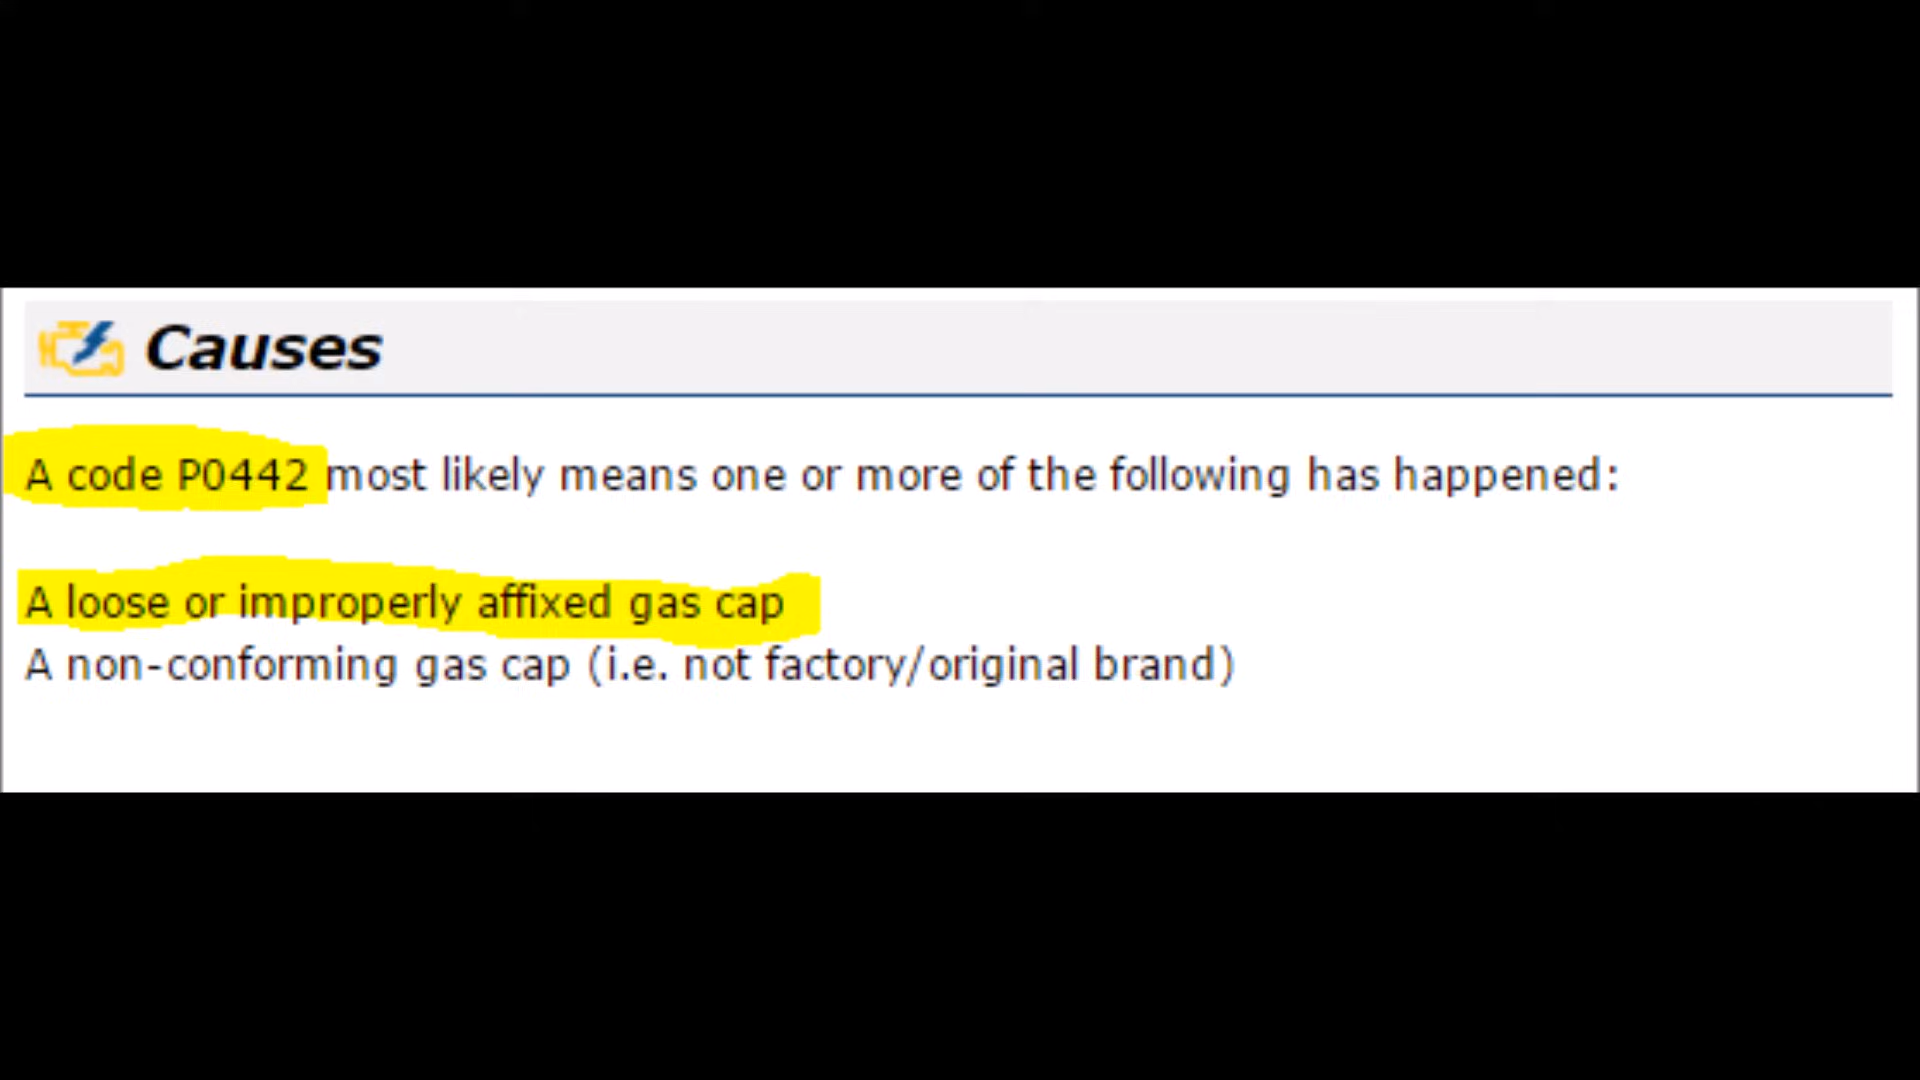 Causes
A code P0442 most likely means one or more of the following has happened:
A loose or improperly affixed gas cap
A non-conforming gas cap (i.e. not factory/original brand)